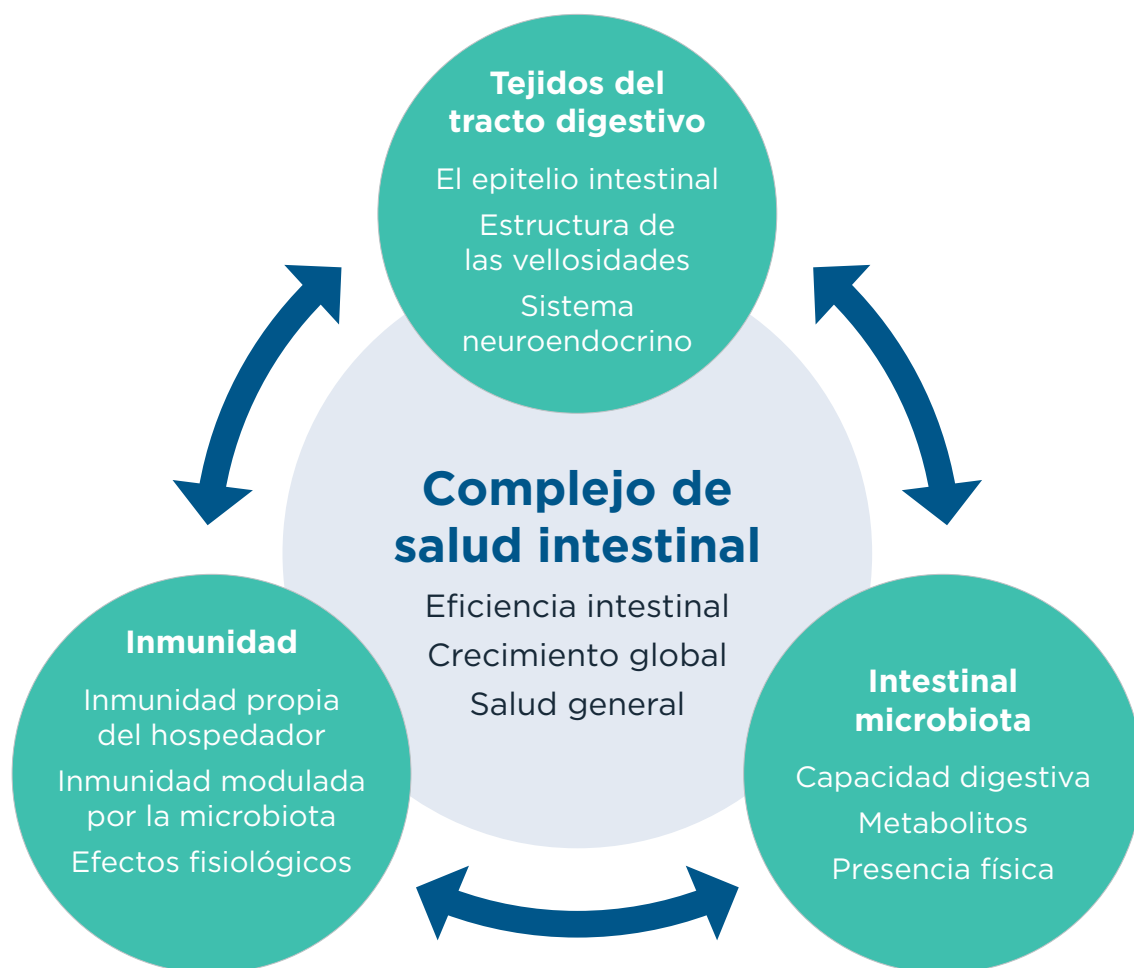 Tejidos del
tracto digestivo
El epitelio intestinal
Estructura de
las vellosidades
Sistema
neuroendocrino
Complejo de
salud intestinal
Eficiencia intestinal
Crecimiento global
Salud general
Inmunidad
Inmunidad propia
del hospedador
Inmunidad modulada
por la microbiota
Efectos fisiológicos
Intestinal
microbiota
Capacidad digestiva
Metabolitos
Presencia física